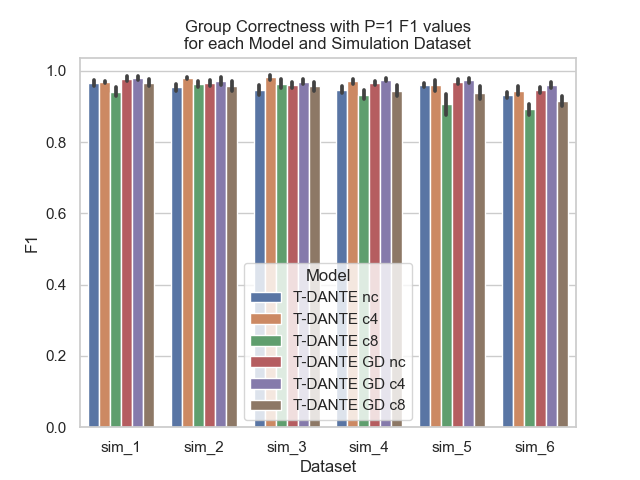 Group Correctness with P=1 F1 values
for each Model and Simulation Dataset
1.0
0.8
0.6
0.4
0.2
0.0
F1
Model
T-DANTE nc
T-DANTE c4
T-DANTE c8
T-DANTE GD nc
T-DANTE GD c4
T-DANTE GD c8
sim_1 sim_2 sim_3 sim_4 sim_5 sim_6
Dataset